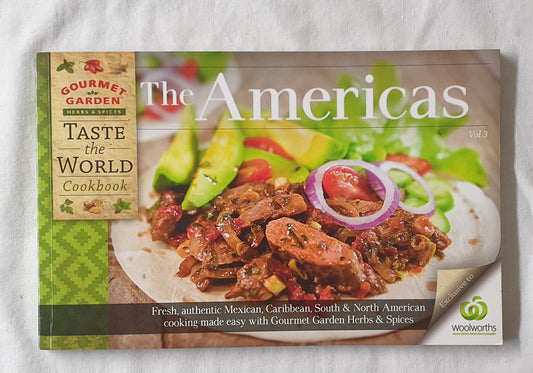 GOURMET
GARDEN
HERBS & SPICES
TASTE
the
WORLD
Cookbook
The Americas
Vol 3
Fresh, authentic Mexican, Caribbean, South & North American
cooking made easy with Gourmet Garden Herbs & Spices
Exclusive to
woolworths